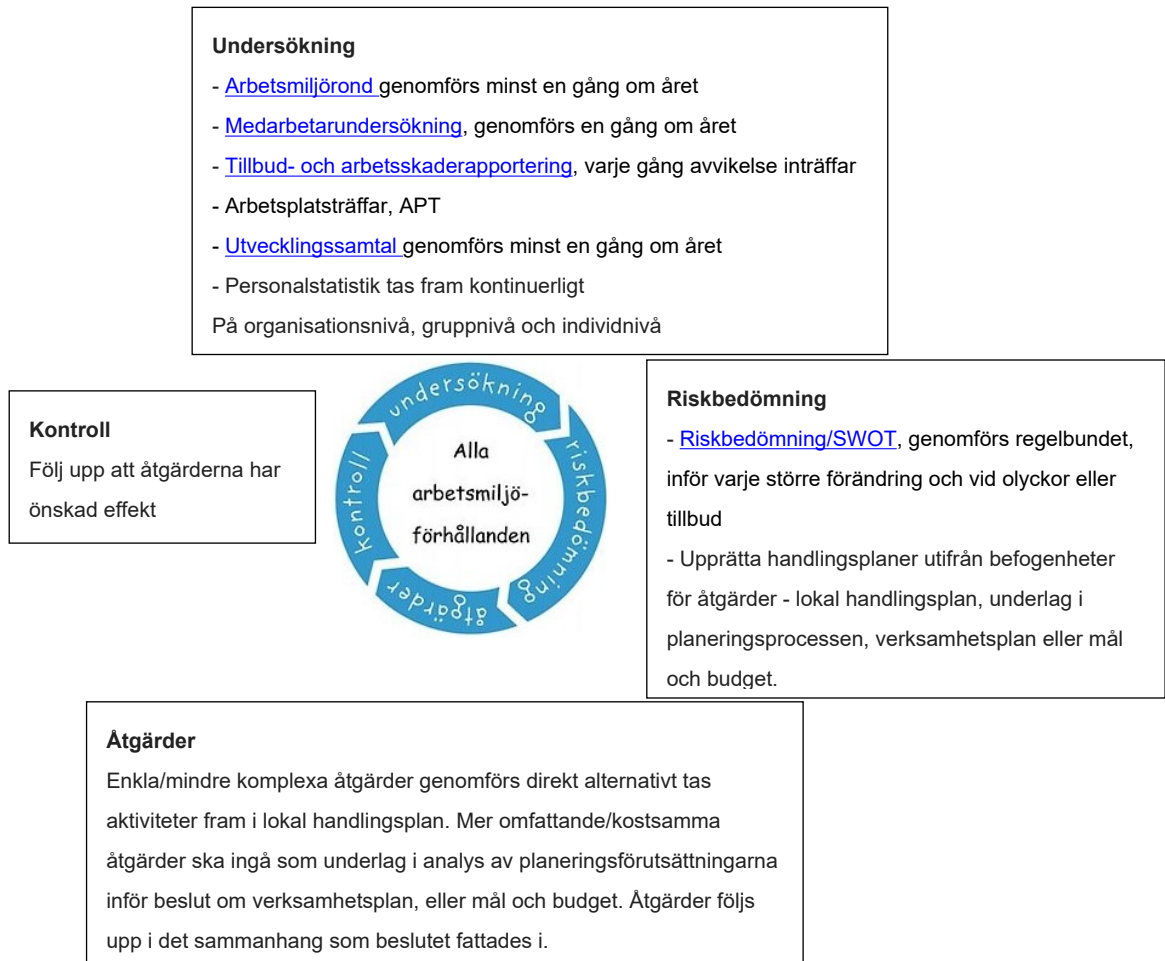 Undersökning
- Arbetsmiljörond genomförs minst en gång om året
- Medarbetarundersökning, genomförs en gång om året
- Tillbud- och arbetsskaderapportering, varje gång avvikelse inträffar
- Arbetsplatsträffar, APT
- Utvecklingssamtal genomförs minst en gång om året
- Personalstatistik tas fram kontinuerligt
På organisationsnivå, gruppnivå och individnivå
Kontroll
Följ upp att åtgärderna har
önskad effekt
undersökning
riskbedömning
åtgärder
kontroll
Alla
arbetsmiljö-
förhållanden
Riskbedömning
- Riskbedömning/SWOT, genomförs regelbundet,
inför varje större förändring och vid olyckor eller
tillbud
- Upprätta handlingsplaner utifrån befogenheter
för åtgärder - lokal handlingsplan, underlag i
planeringsprocessen, verksamhetsplan eller mål
och budget.
Åtgärder
Enkla/mindre komplexa åtgärder genomförs direkt alternativt tas
aktiviteter fram i lokal handlingsplan. Mer omfattande/kostsamma
åtgärder ska ingå som underlag i analys av planeringsförutsättningarna
inför beslut om verksamhetsplan, eller mål och budget. Åtgärder följs
upp i det sammanhang som beslutet fattades i.